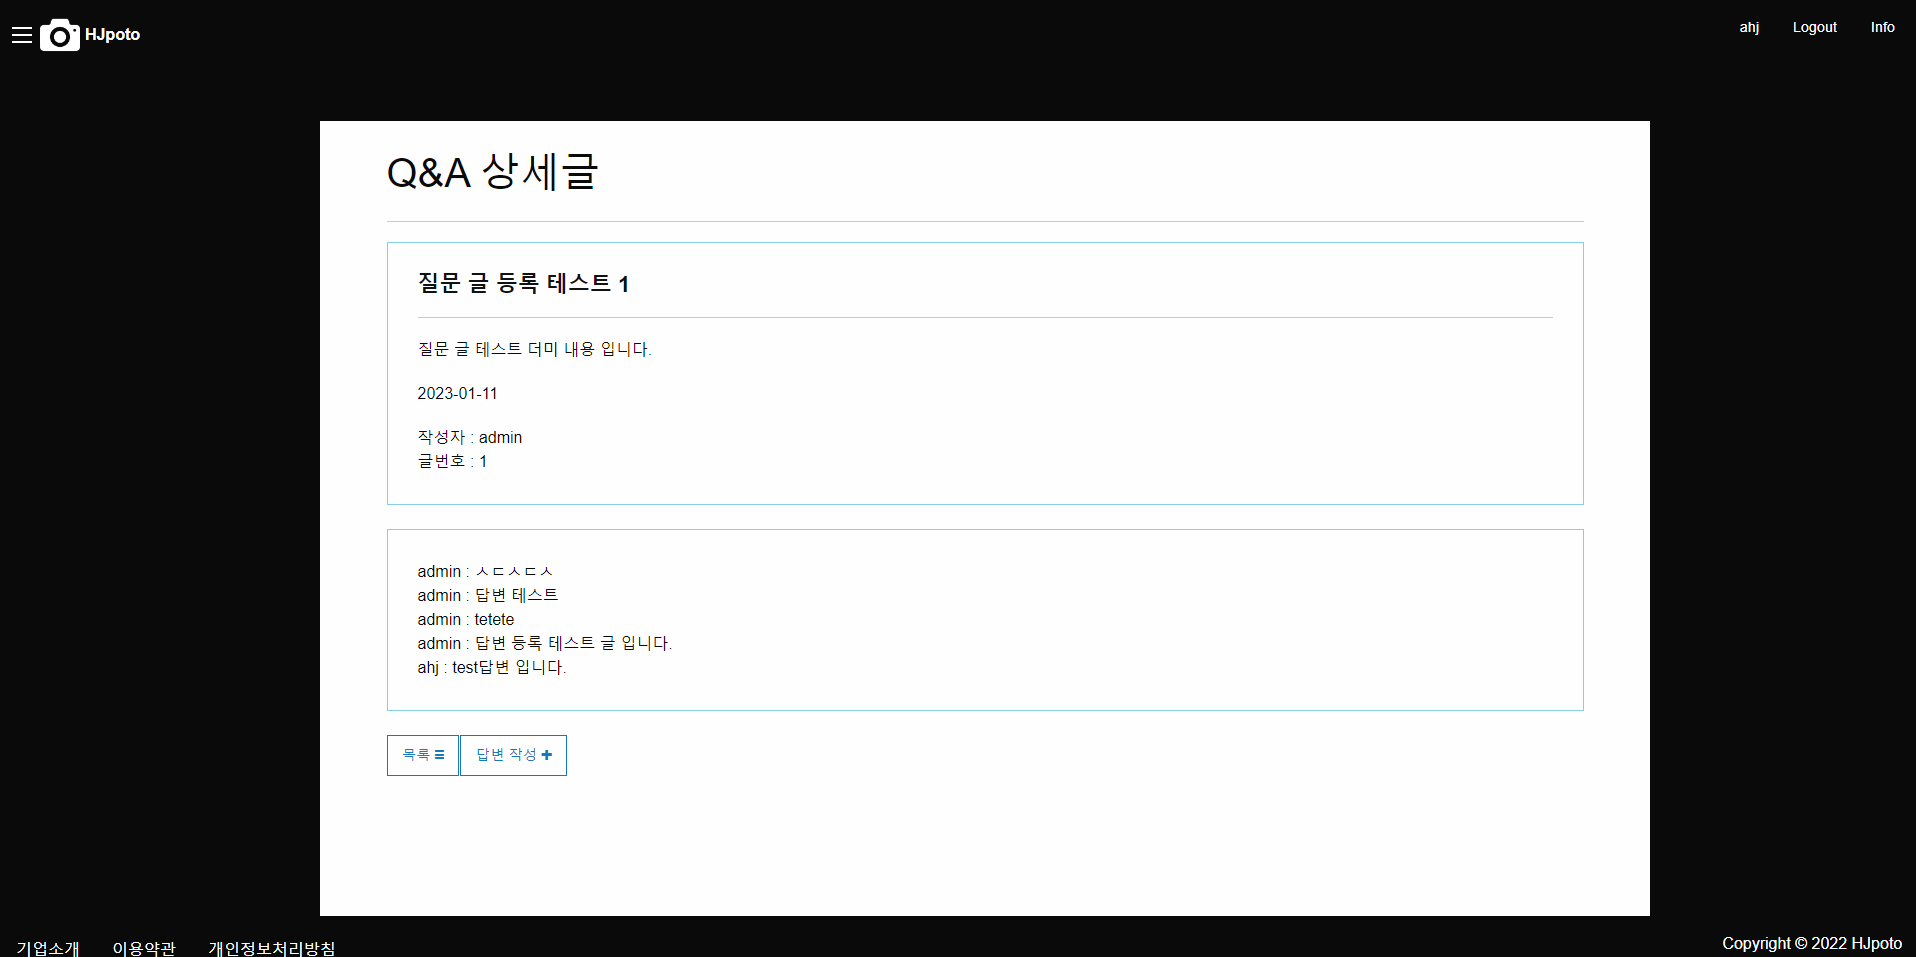 HJpoto
ahj Logout Info
Q&A 상세글
질문 글 등록 테스트 1
질문 글 테스트 더미 내용 입니다.
2023-01-11
작성자 : admin
글번호 : 1
admin : ㅅㄷㅅㄷㅅ
admin : 답변 테스트
admin : tetete
admin : 답변 등록 테스트 글 입니다.
ahj : test답변 입니다.
목록 답변 작성
기업소개 이용약관 개인정보처리방침 Copyright © 2022 HJpoto